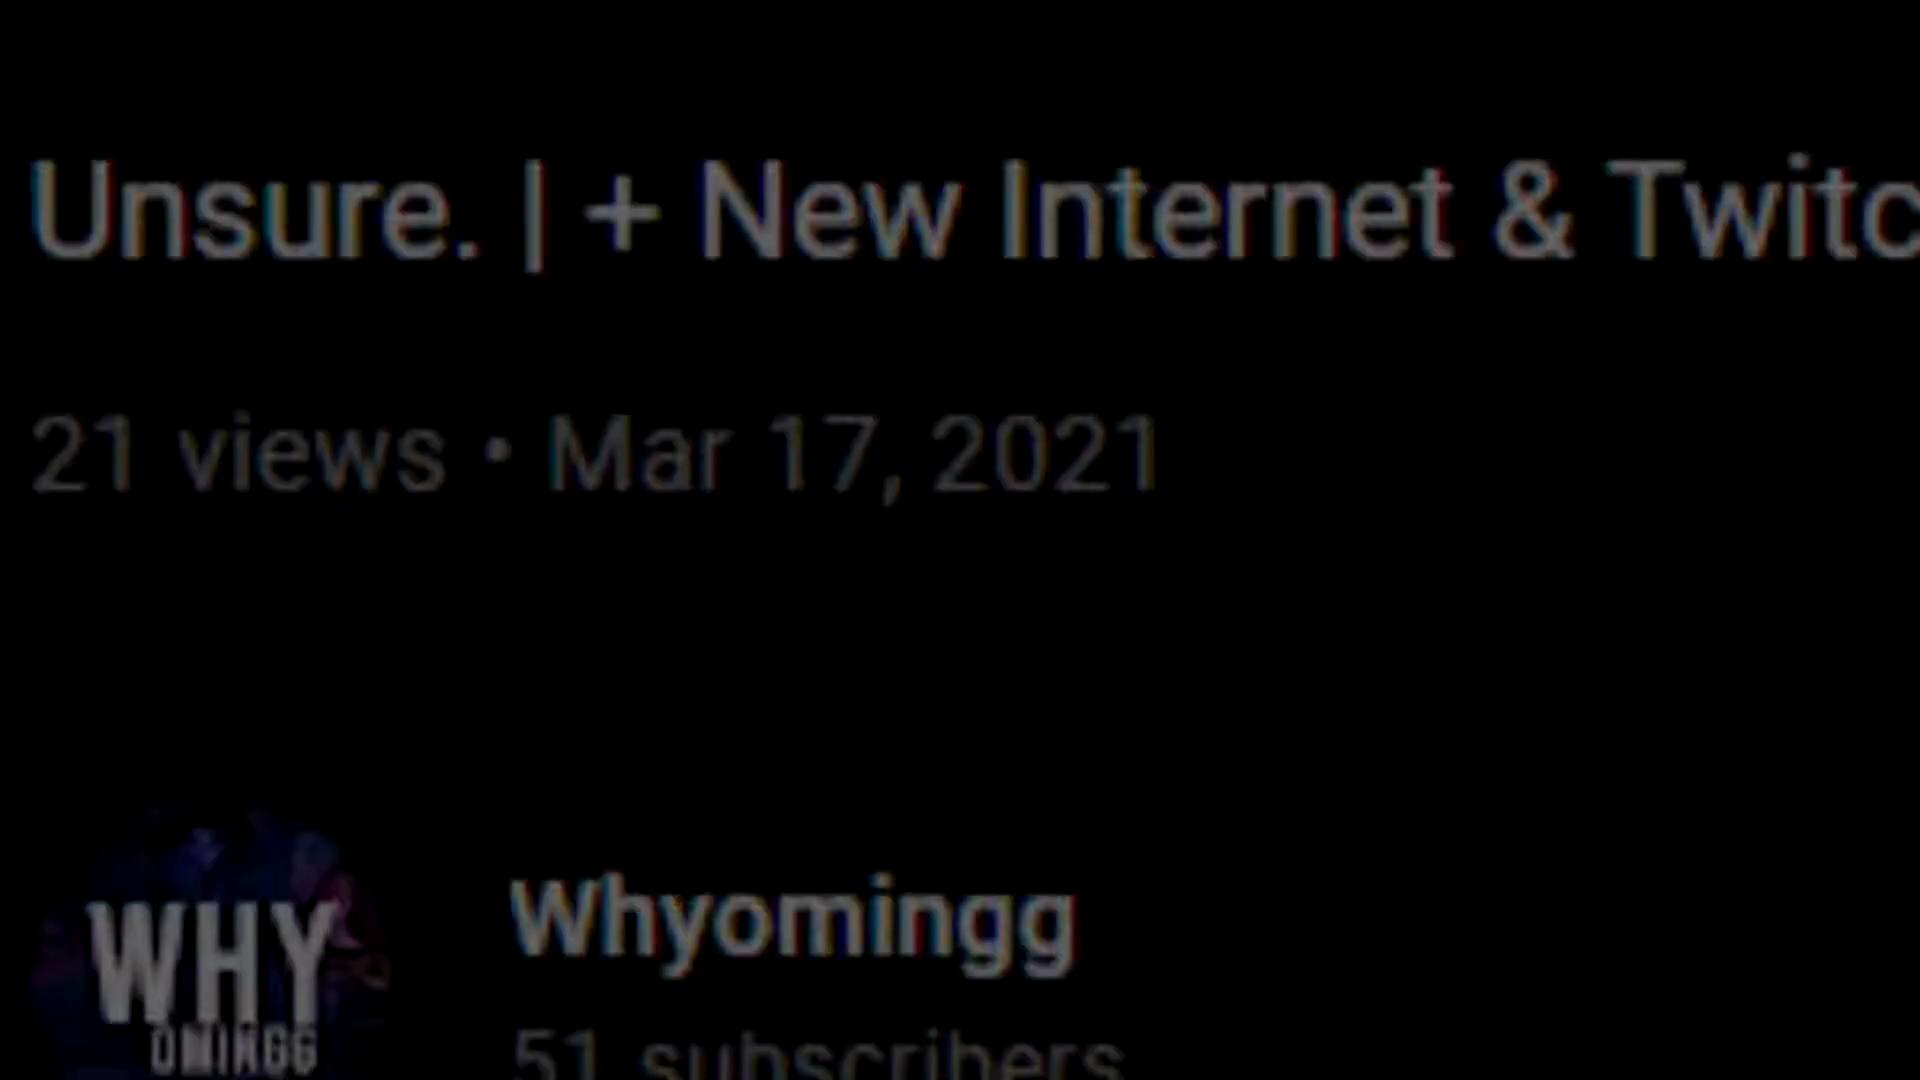 Unsure. | + New Internet & Twitc
21 views • Mar 17, 2021
WHY
OMINGG
Whyomingg
51 subscribers